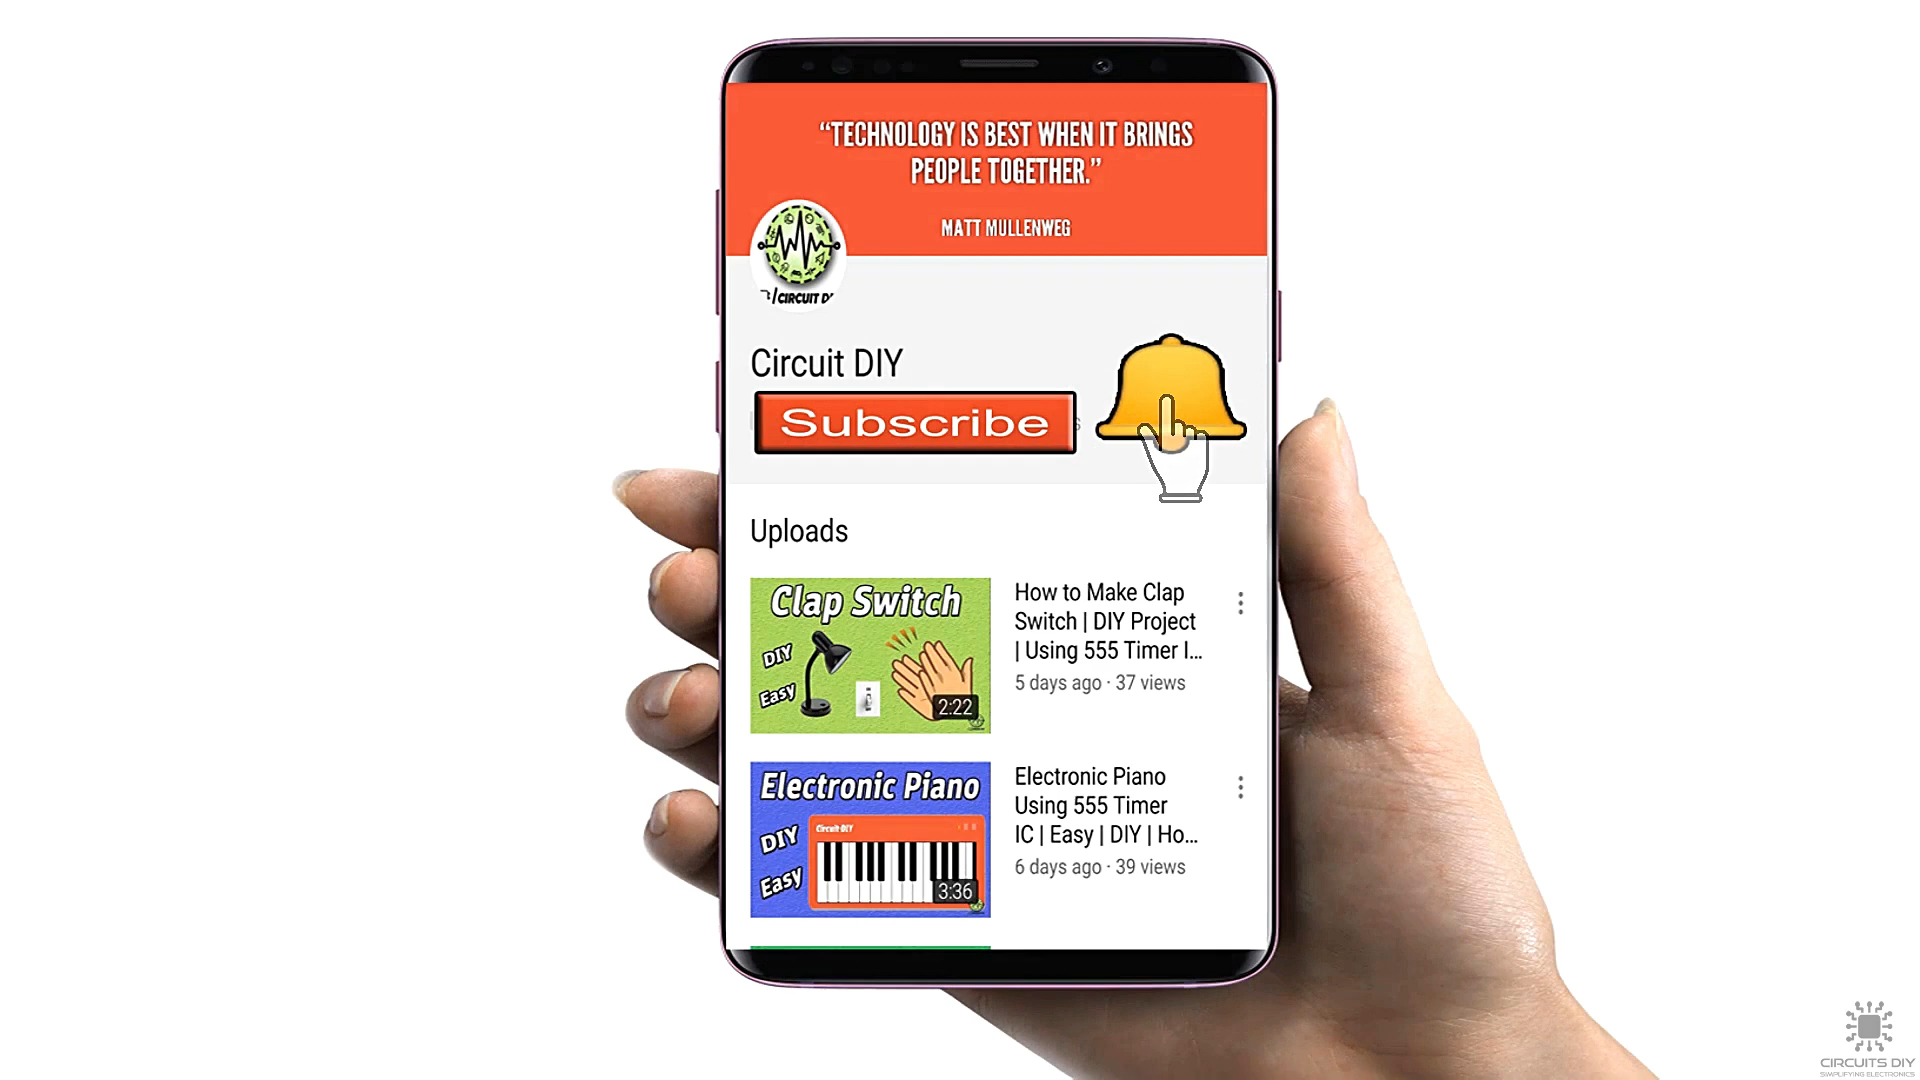 “TECHNOLOGY IS BEST WHEN IT BRINGS
PEOPLE TOGETHER.”
MATT MULLENWEG
CIRCUIT
Circuit DIY
Subscribe
Uploads
Clap Switch
DIY
Easy
2:22
How to Make Clap
Switch | DIY Project
| Using 555 Timer I...
5 days ago · 37 views
Electronic Piano
Circuit DIY
DIY
Easy
3:36
Electronic Piano
Using 555 Timer
IC | Easy | DIY | Ho...
6 days ago · 39 views
CIRCUITS DIY
SIMPLIFYING ELECTRONICS